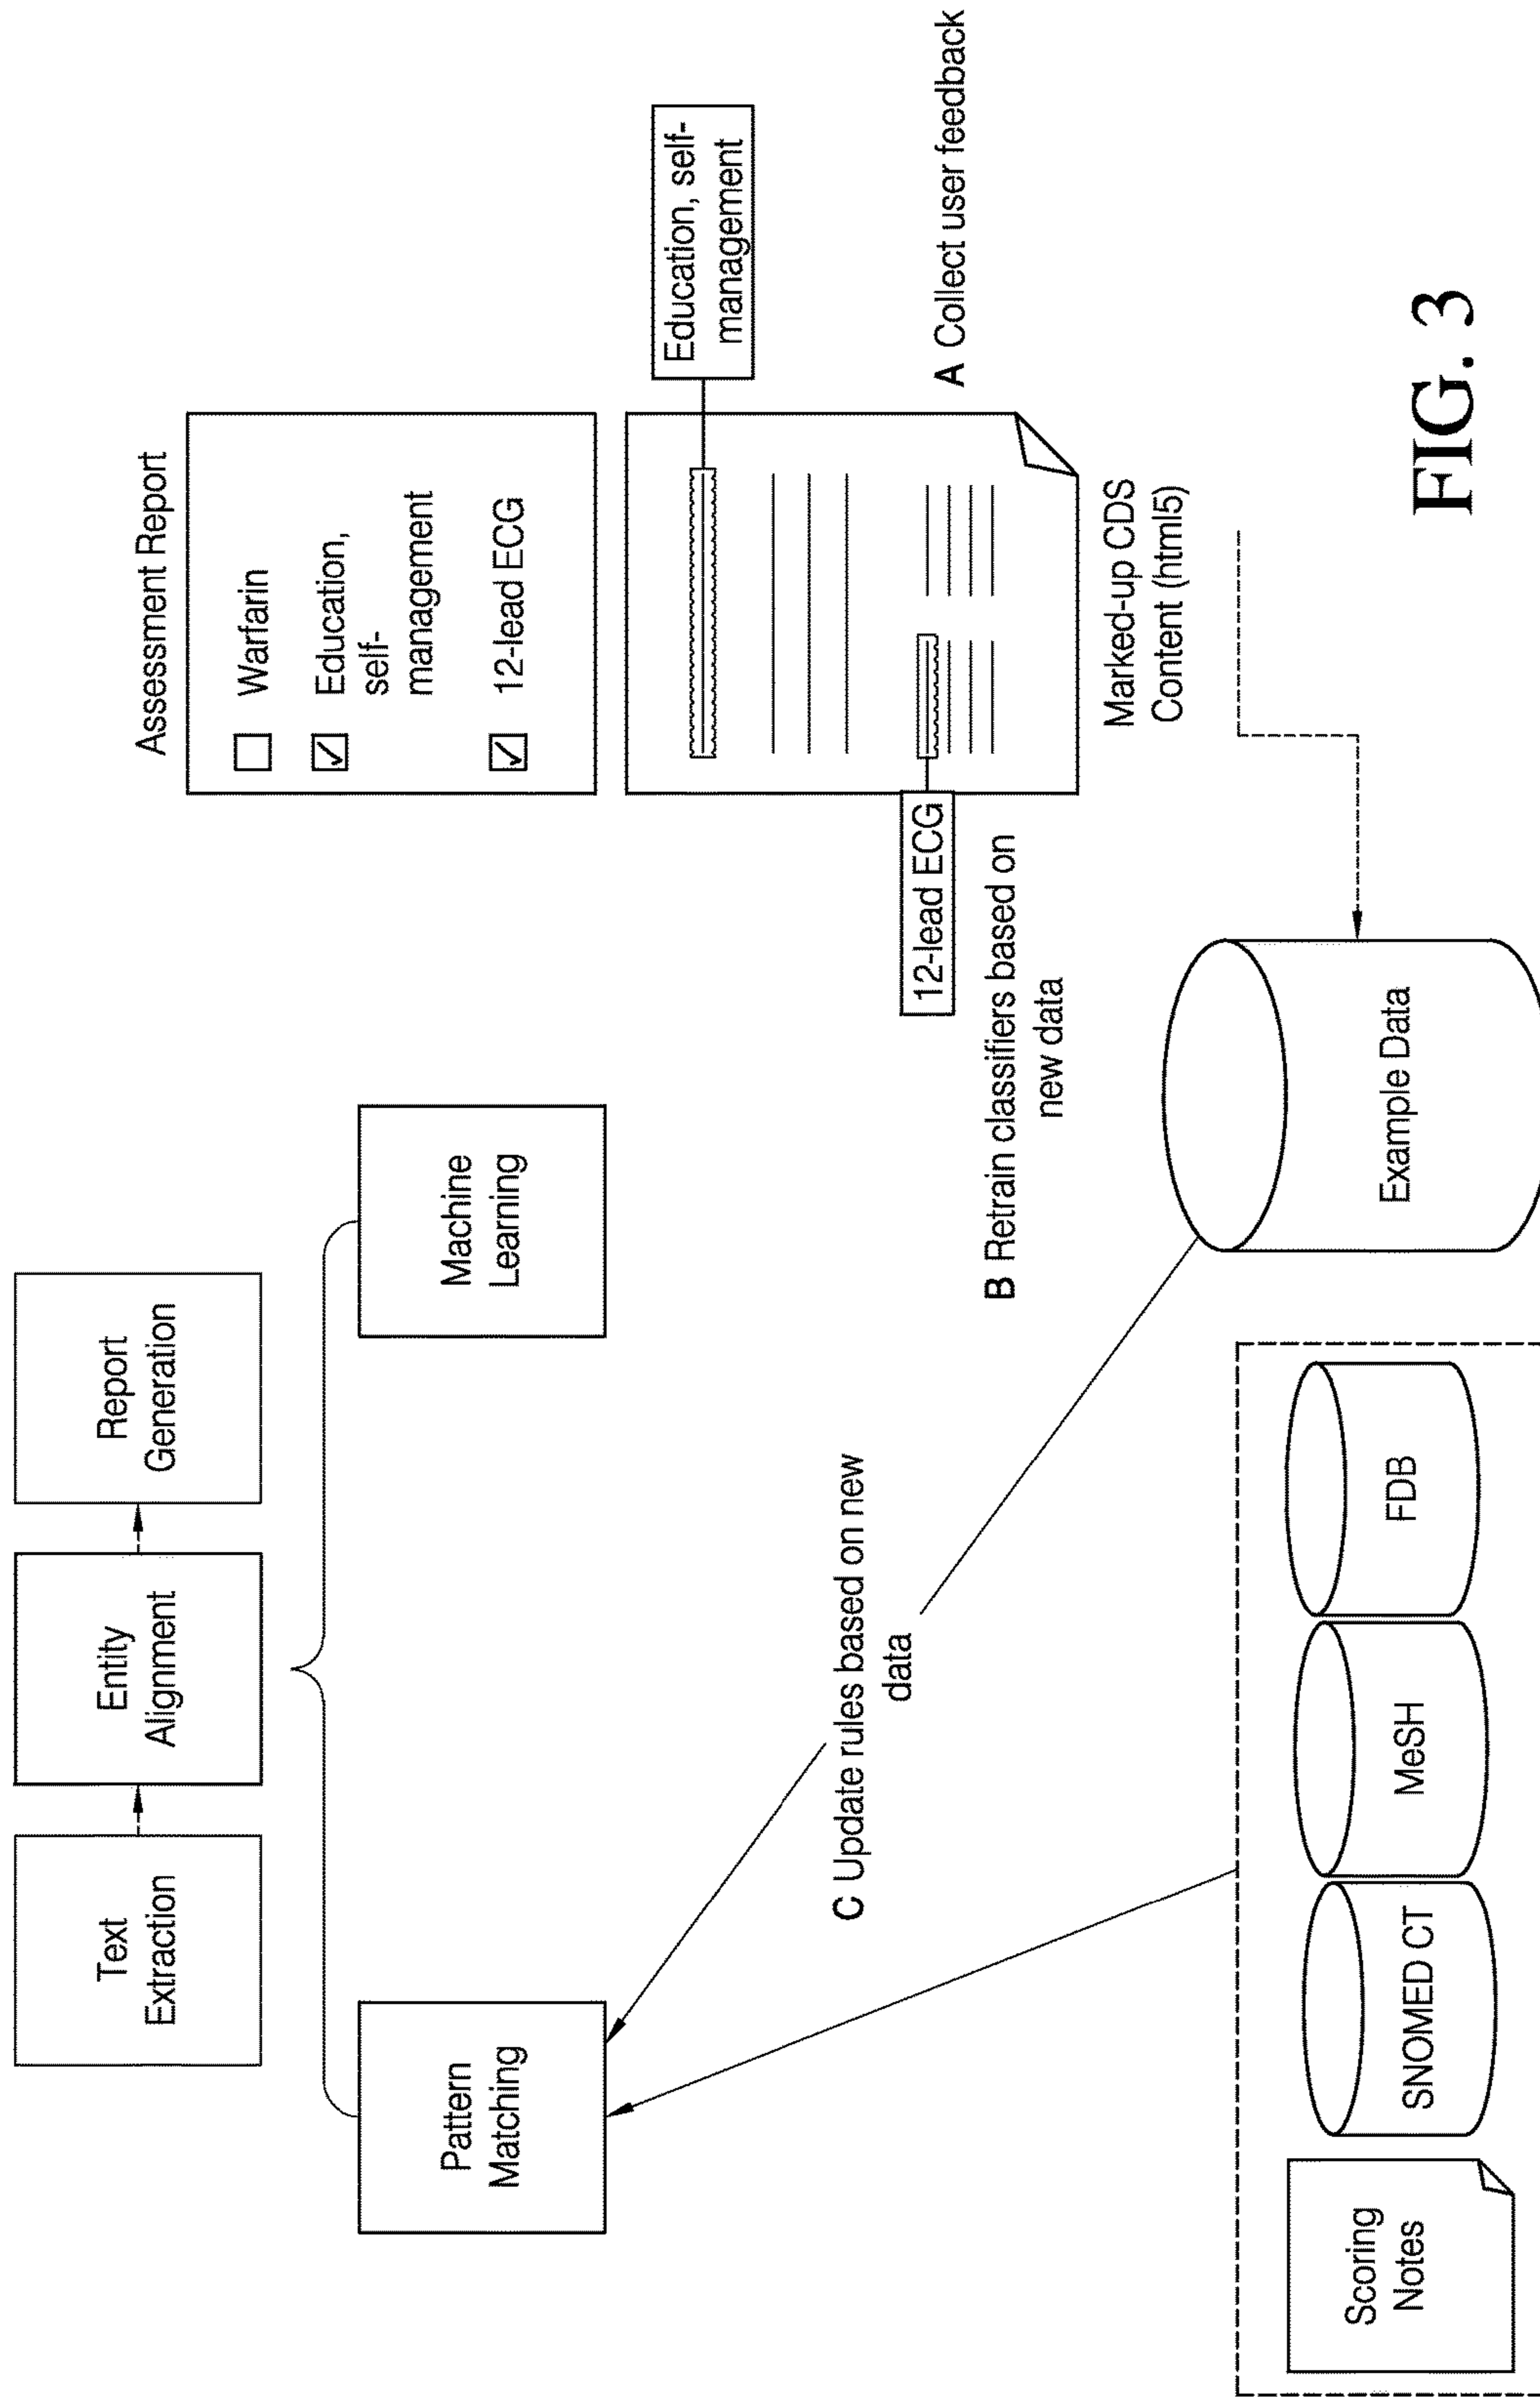 Text
Extraction
Entity
Alignment
Report
Generation
Pattern
Matching
Machine
Learning
Assessment Report
Warfarin
Education,
self-
management
12-lead ECG
Education, self-
management
12-lead ECG
A Collect user feedback
Marked-up CDS
Content (html5)
B Retrain classifiers based on
new data
C Update rules based on new
data
Scoring
Notes
SNOMED CT
MeSH
FDB
Example Data
FIG. 3